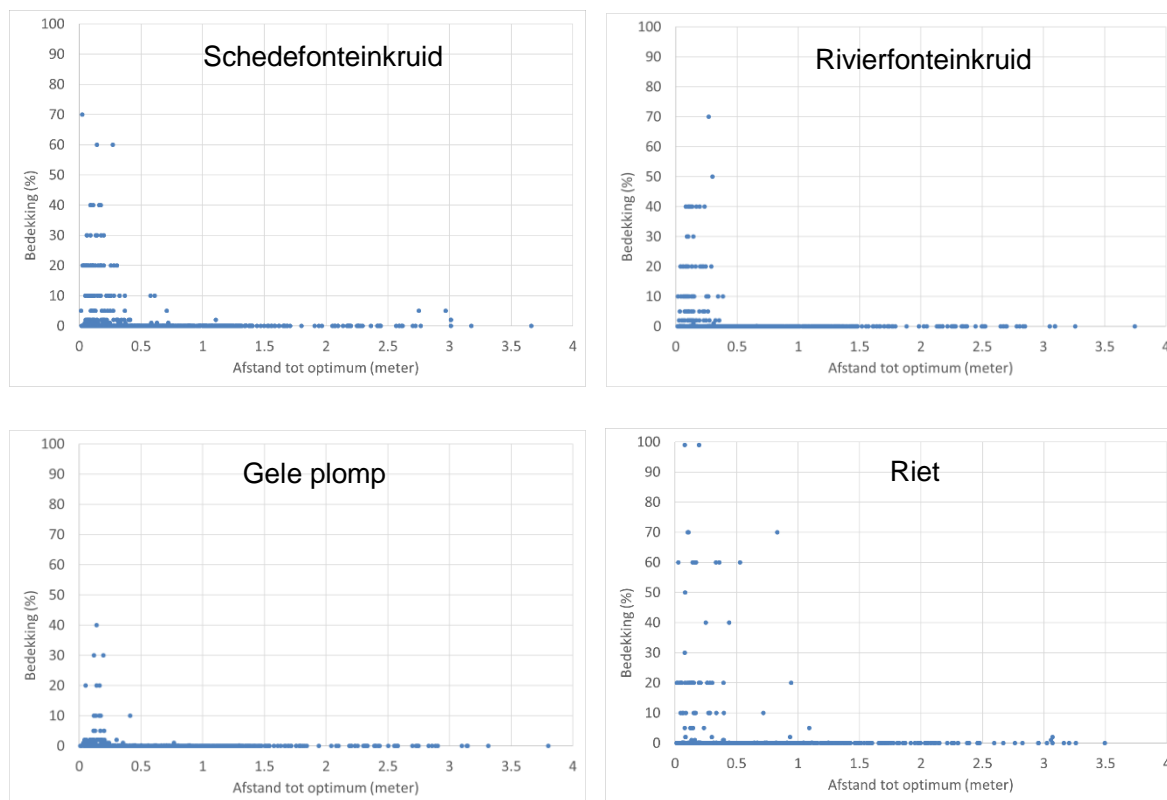 Schedefonteinkruid
Bedekking (%)
100
90
80
70
60
50
40
30
20
10
0
0 0.5 1 1.5 2 2.5 3 3.5 4
Afstand tot optimum (meter)
Rivierfonteinkruid
Bedekking (%)
100
90
80
70
60
50
40
30
20
10
0
0 0.5 1 1.5 2 2.5 3 3.5 4
Afstand tot optimum (meter)
Gele plomp
Bedekking (%)
100
90
80
70
60
50
40
30
20
10
0
0 0.5 1 1.5 2 2.5 3 3.5 4
Afstand tot optimum (meter)
Riet
Bedekking (%)
100
90
80
70
60
50
40
30
20
10
0
0 0.5 1 1.5 2 2.5 3 3.5 4
Afstand tot optimum (meter)